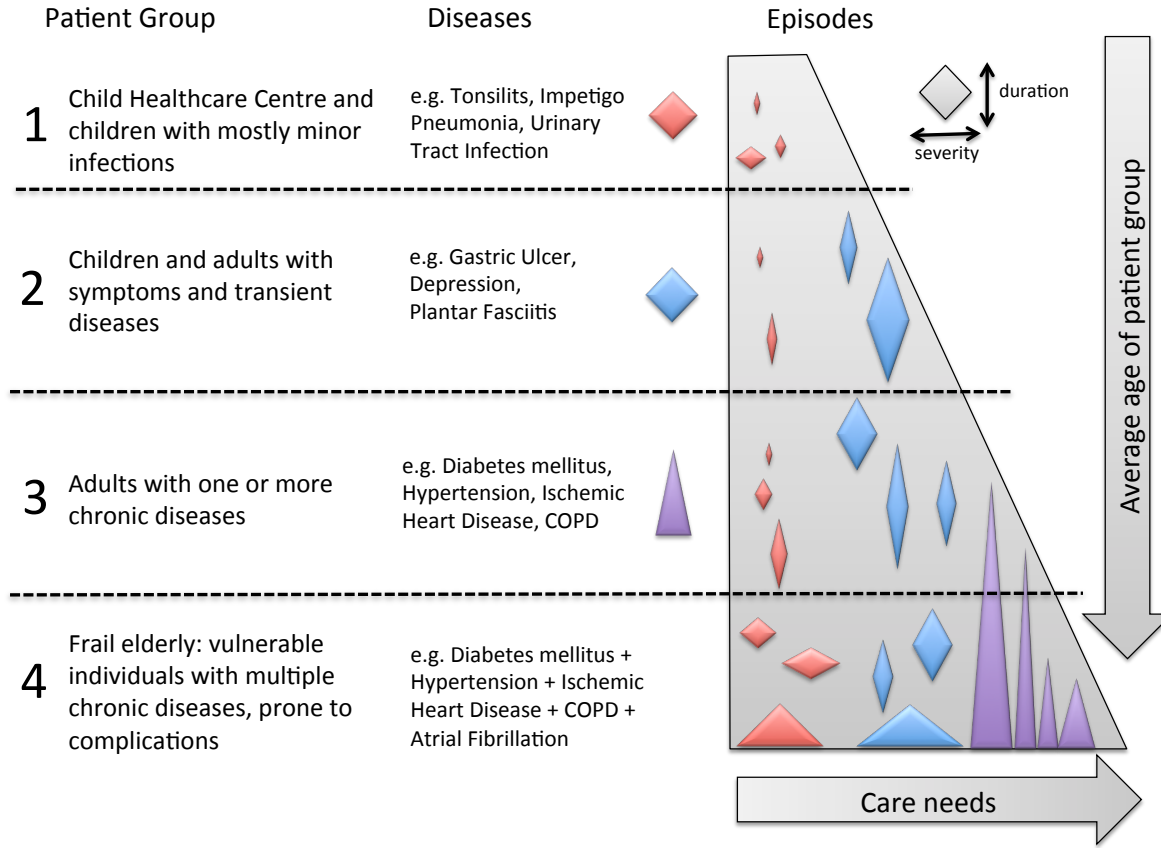 Patient Group
Diseases
Episodes
1
Child Healthcare Centre and
children with mostly minor
infections
e.g. Tonsilits, Impetigo
Pneumonia, Urinary
Tract Infection
duration
severity
2
Children and adults with
symptoms and transient
diseases
e.g. Gastric Ulcer,
Depression,
Plantar Fasciitis
3
Adults with one or more
chronic diseases
e.g. Diabetes mellitus,
Hypertension, Ischemic
Heart Disease, COPD
4
Frail elderly: vulnerable
individuals with multiple
chronic diseases, prone to
complications
e.g. Diabetes mellitus +
Hypertension + Ischemic
Heart Disease + COPD +
Atrial Fibrillation
Average age of patient group
Care needs